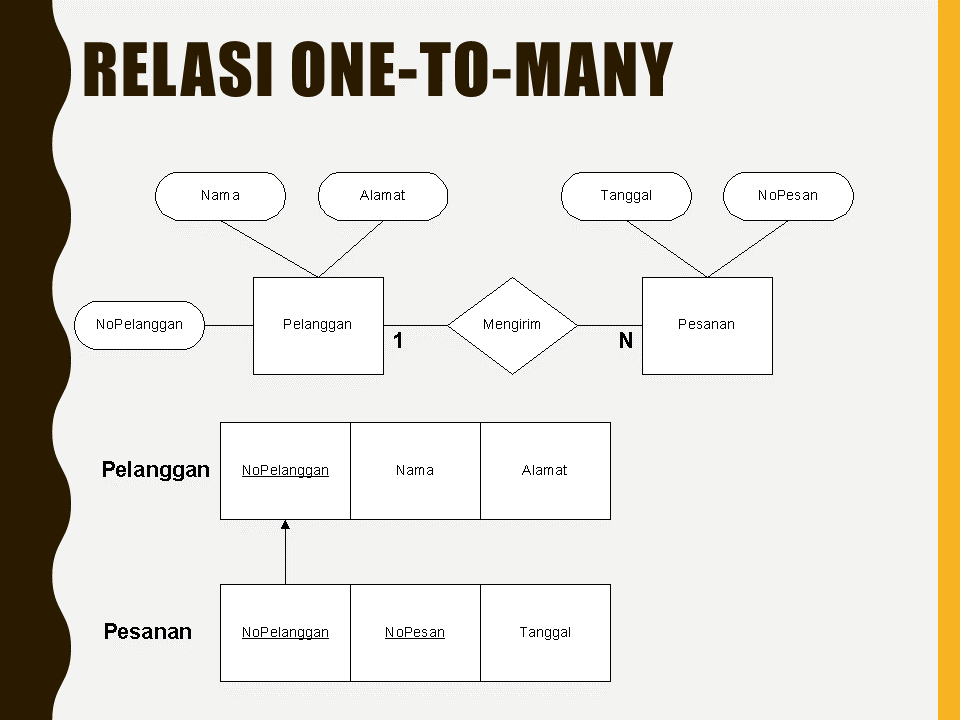 RELASI ONE-TO-MANY
Nama
Alamat
Tanggal
NoPesan
NoPelanggan
Pelanggan
1
Mengirim
N
Pesanan
Pelanggan
NoPelanggan
Nama
Alamat
Pesanan
NoPelanggan
NoPesan
Tanggal